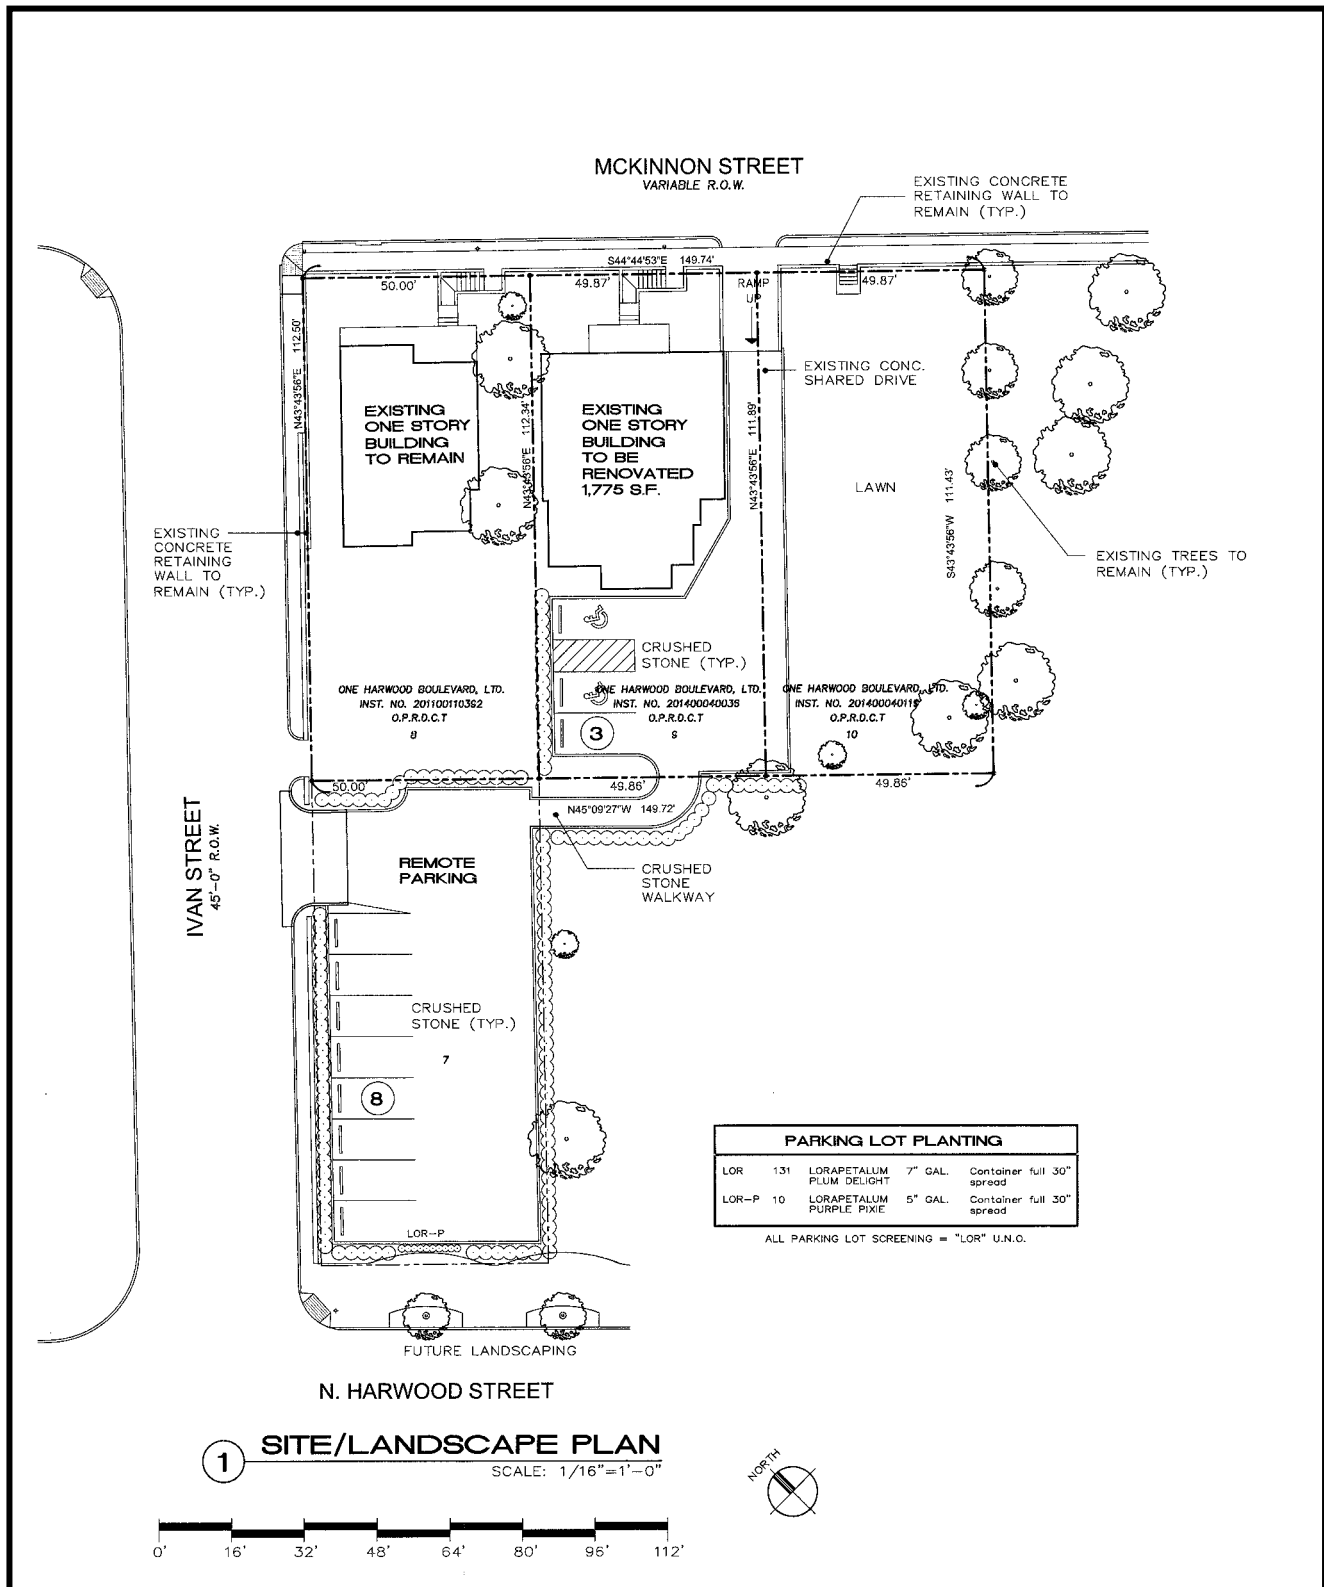 MCKINNON STREET
VARIABLE R.O.W.
EXISTING CONCRETE
RETAINING WALL TO
REMAIN (TYP.)
S44°44'53"E 149.74'
50.00'
49.87'
RAMP
UP
49.87'
N43°43'56"E 112.50'
EXISTING CONC.
SHARED DRIVE
EXISTING
ONE STORY
BUILDING
TO REMAIN
N43°43'56"E 112.34'
EXISTING
ONE STORY
BUILDING
TO BE
RENOVATED
1,775 S.F.
N43°43'56"E 111.89'
LAWN
S43°43'56"W 111.43'
EXISTING
CONCRETE
RETAINING
WALL TO
REMAIN (TYP.)
EXISTING TREES TO
REMAIN (TYP.)
CRUSHED
STONE (TYP.)
ONE HARWOOD BOULEVARD, LTD.
INST. NO. 201100110362
O.P.R.D.C.T
8
ONE HARWOOD BOULEVARD, LTD.
INST. NO. 201400040036
O.P.R.D.C.T
9
ONE HARWOOD BOULEVARD, LTD.
INST. NO. 201400040115
O.P.R.D.C.T
10
3
50.00'
49.86'
49.86'
N45°09'27"W 149.72'
IVAN STREET
45'-0" R.O.W.
REMOTE
PARKING
CRUSHED
STONE
WALKWAY
CRUSHED
STONE (TYP.)
7
8
LOR-P
PARKING LOT PLANTING
LOR 131 LORAPETALUM 7" GAL. Container full 30"
PLUM DELIGHT spread
LOR-P 10 LORAPETALUM 5" GAL. Container full 30"
PURPLE PIXIE spread
ALL PARKING LOT SCREENING = "LOR" U.N.O.
FUTURE LANDSCAPING
N. HARWOOD STREET
1 SITE/LANDSCAPE PLAN
SCALE: 1/16"=1'-0"
NORTH
0' 16' 32' 48' 64' 80' 96' 112'